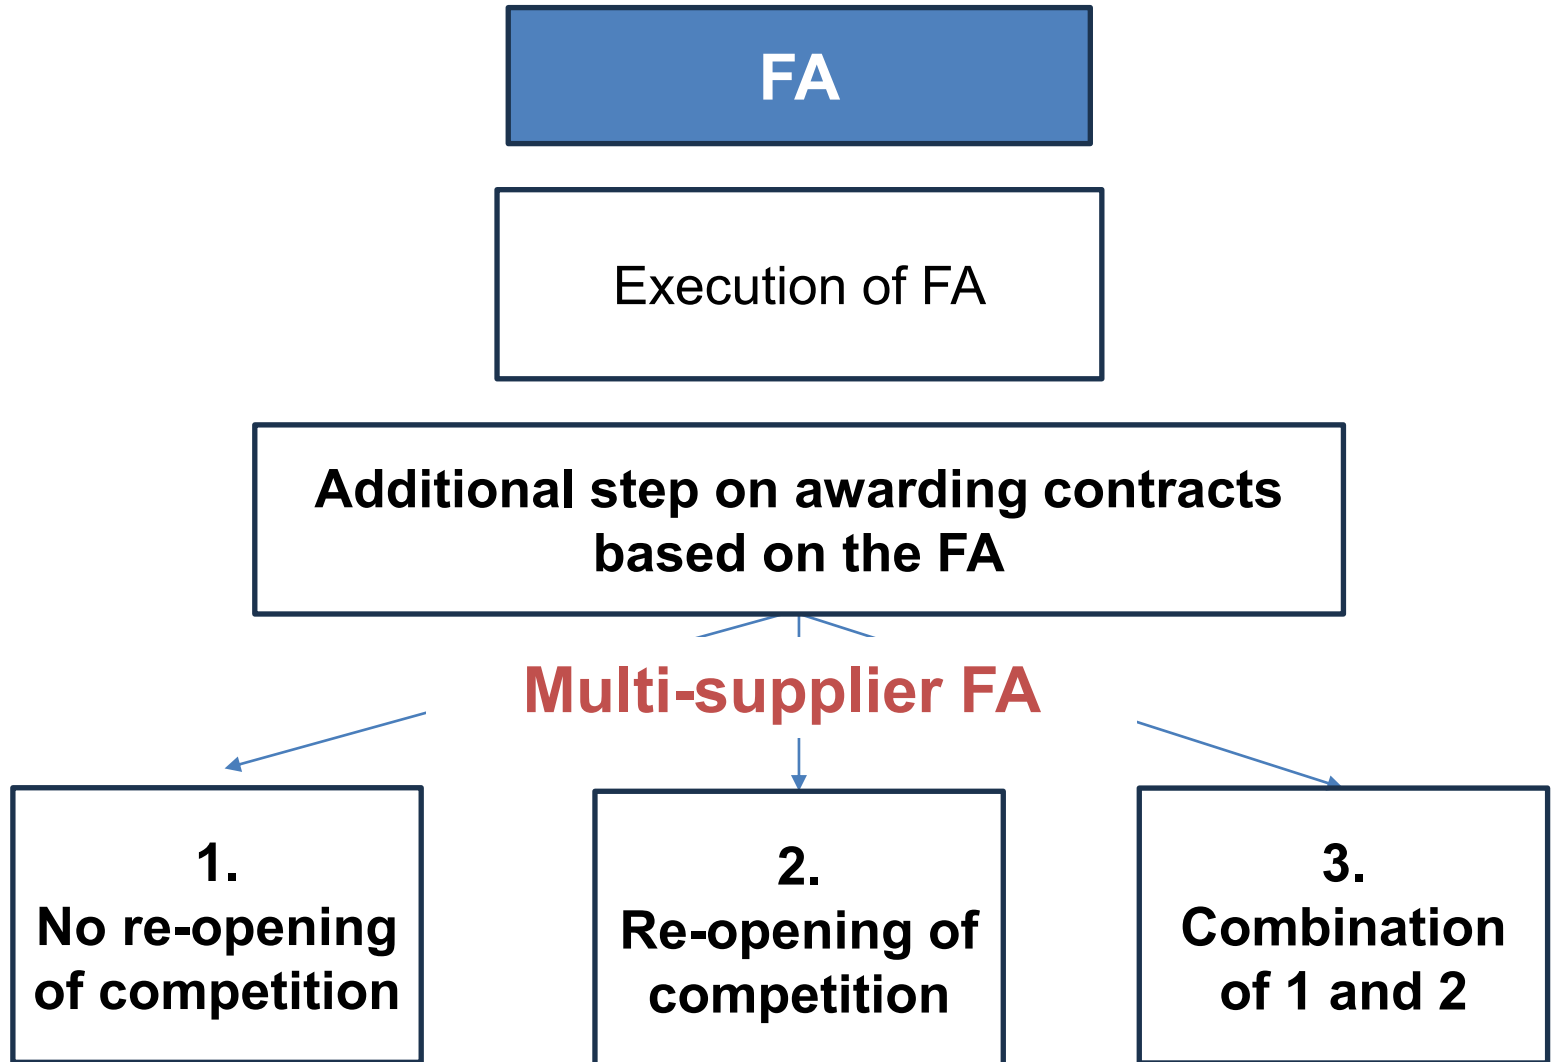 FA
Execution of FA
Additional step on awarding contracts
based on the FA
Multi-supplier FA
1.
No re-opening
of competition
2.
Re-opening of
competition
3.
Combination
of 1 and 2